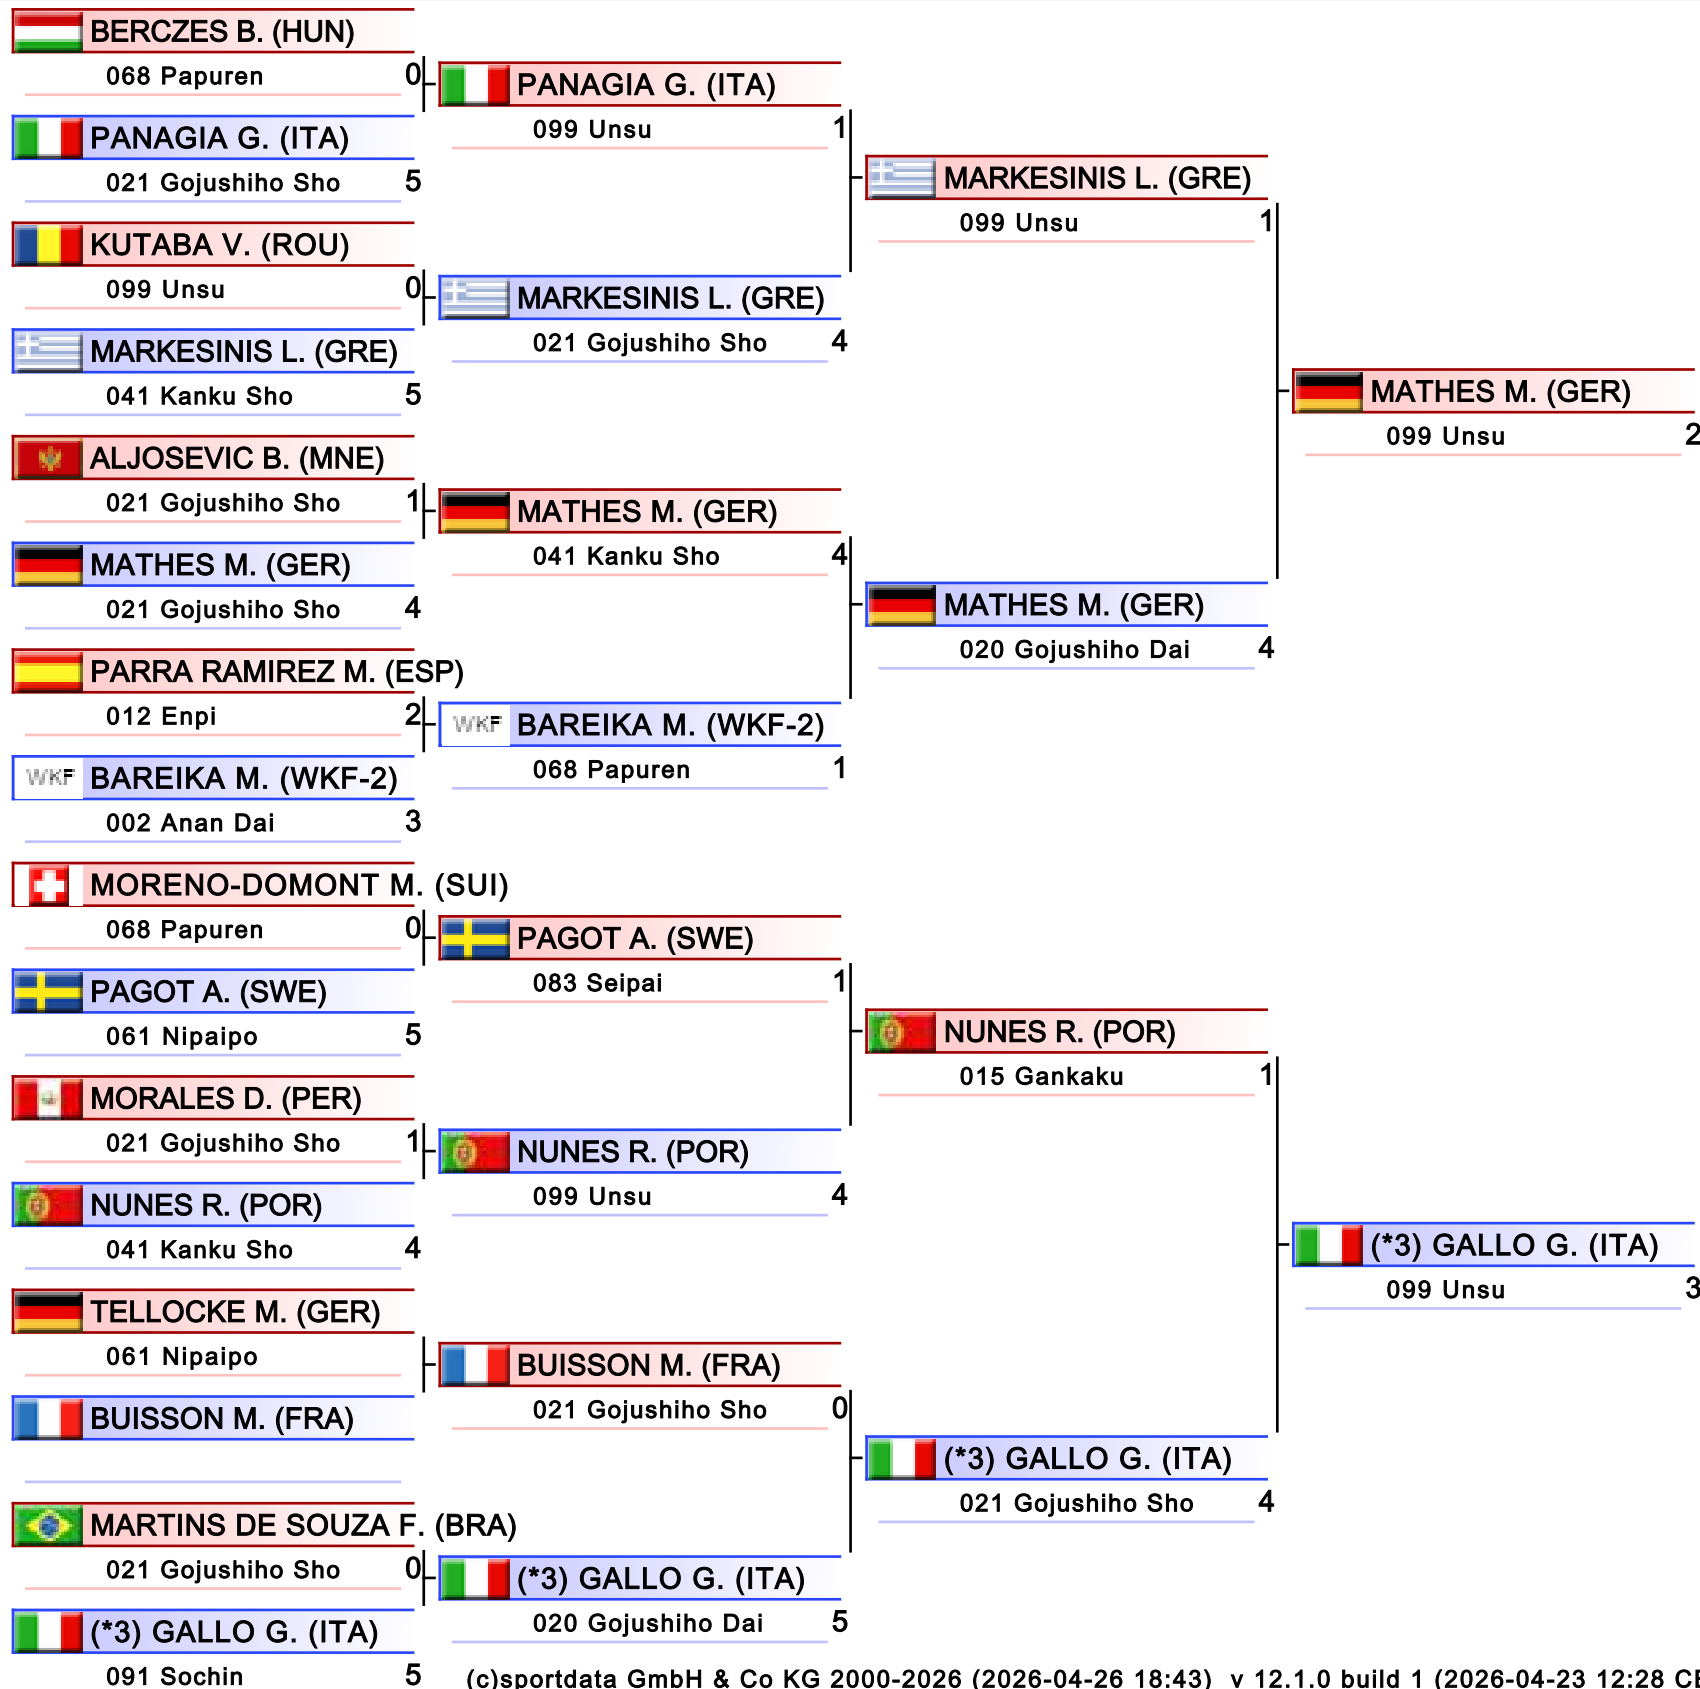 BERCZES B. (HUN)
068 Papuren 0
PANAGIA G. (ITA)
021 Gojushiho Sho 5
KUTABA V. (ROU)
099 Unsu 0
MARKESINIS L. (GRE)
041 Kanku Sho 5
ALJOSEVIC B. (MNE)
021 Gojushiho Sho 1
MATHES M. (GER)
021 Gojushiho Sho 4
PARRA RAMIREZ M. (ESP)
012 Enpi 2
WKF BAREIKA M. (WKF-2)
002 Anan Dai 3
MORENO-DOMONT M. (SUI)
068 Papuren 0
PAGOT A. (SWE)
061 Nipaipo 5
MORALES D. (PER)
021 Gojushiho Sho 1
NUNES R. (POR)
041 Kanku Sho 4
TELLOCKE M. (GER)
061 Nipaipo
BUISSON M. (FRA)
MARTINS DE SOUZA F. (BRA)
021 Gojushiho Sho 0
(*3) GALLO G. (ITA)
091 Sochin 5
PANAGIA G. (ITA)
099 Unsu 1
MARKESINIS L. (GRE)
021 Gojushiho Sho 4
MATHES M. (GER)
041 Kanku Sho 4
WKF BAREIKA M. (WKF-2)
068 Papuren 1
PAGOT A. (SWE)
083 Seipai 1
NUNES R. (POR)
099 Unsu 4
BUISSON M. (FRA)
021 Gojushiho Sho 0
(*3) GALLO G. (ITA)
020 Gojushiho Dai 5
MARKESINIS L. (GRE)
099 Unsu 1
MATHES M. (GER)
020 Gojushiho Dai 4
NUNES R. (POR)
015 Gankaku 1
(*3) GALLO G. (ITA)
021 Gojushiho Sho 4
MATHES M. (GER)
099 Unsu 2
(*3) GALLO G. (ITA)
099 Unsu 3
(c)sportdata GmbH & Co KG 2000-2026 (2026-04-26 18:43) v 12.1.0 build 1 (2026-04-23 12:28